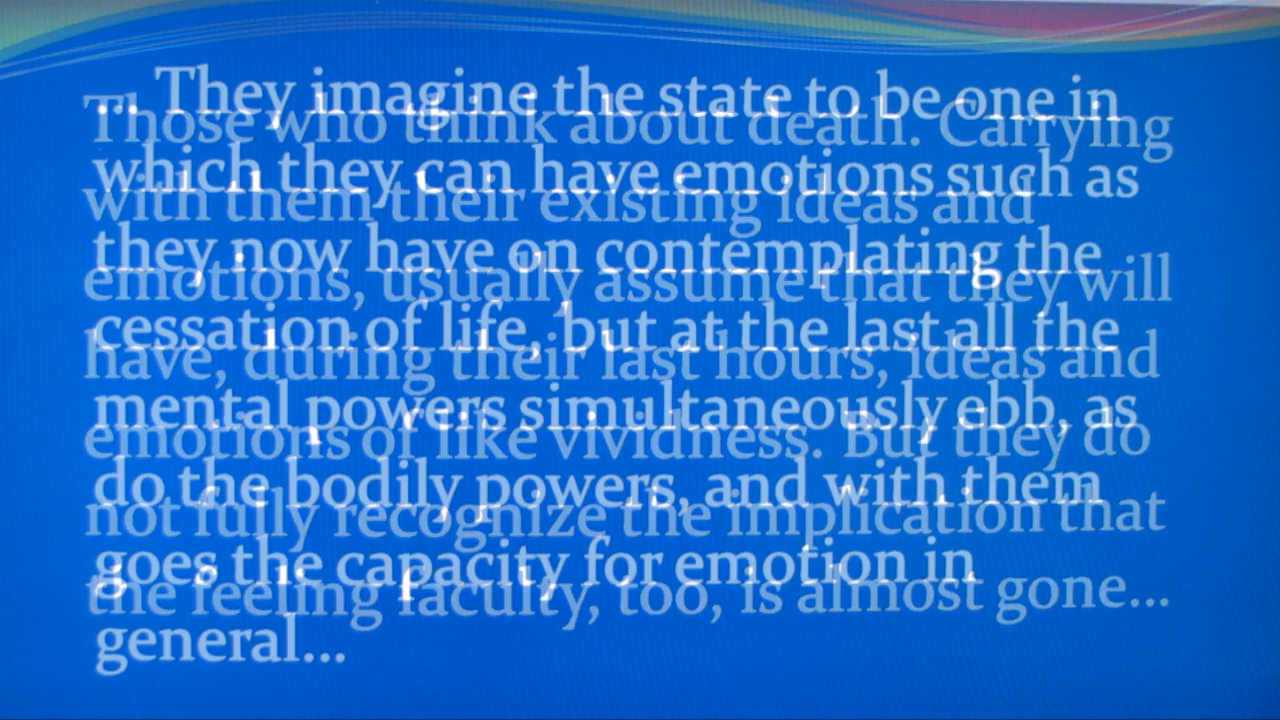 Those who think about death. Carrying
with them their existing ideas and
emotions, usually assume that they will
have, during their last hours, ideas and
emotions of like vividness. But they do
not fully recognize the implication that
the feeling faculty, too, is almost gone...
... They imagine the state to be one in
which they can have emotions such as
they now have on contemplating the
cessation of life, but at the last all the
mental powers simultaneously ebb, as
do the bodily powers, and with them
goes the capacity for emotion in
general...